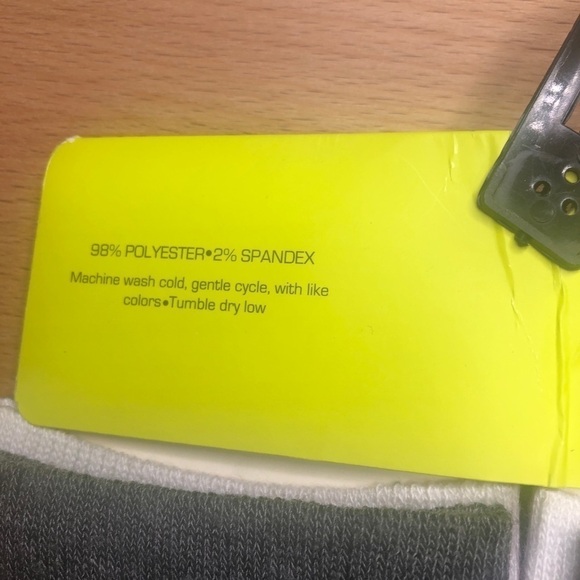 98% POLYESTER•2% SPANDEX
Machine wash cold, gentle cycle, with like
colors•Tumble dry low